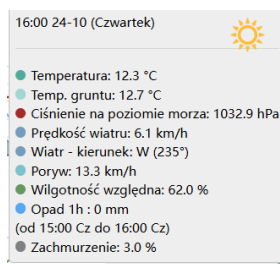 16:00 24-10 (Czwartek)
Temperatura: 12.3 °C
Temp. gruntu: 12.7 °C
Ciśnienie na poziomie morza: 1032.9 hPa
Prędkość wiatru: 6.1 km/h
Wiatr - kierunek: W (235°)
Poryw: 13.3 km/h
Wilgotność względna: 62.0 %
Opad 1h : 0 mm
(od 15:00 Cz do 16:00 Cz)
Zachmurzenie: 3.0 %